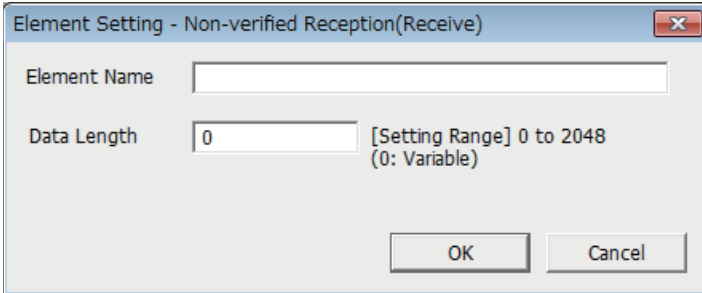 Element Setting - Non-verified Reception(Receive)
Element Name
Data Length 0 [Setting Range] 0 to 2048
(0: Variable)
OK Cancel